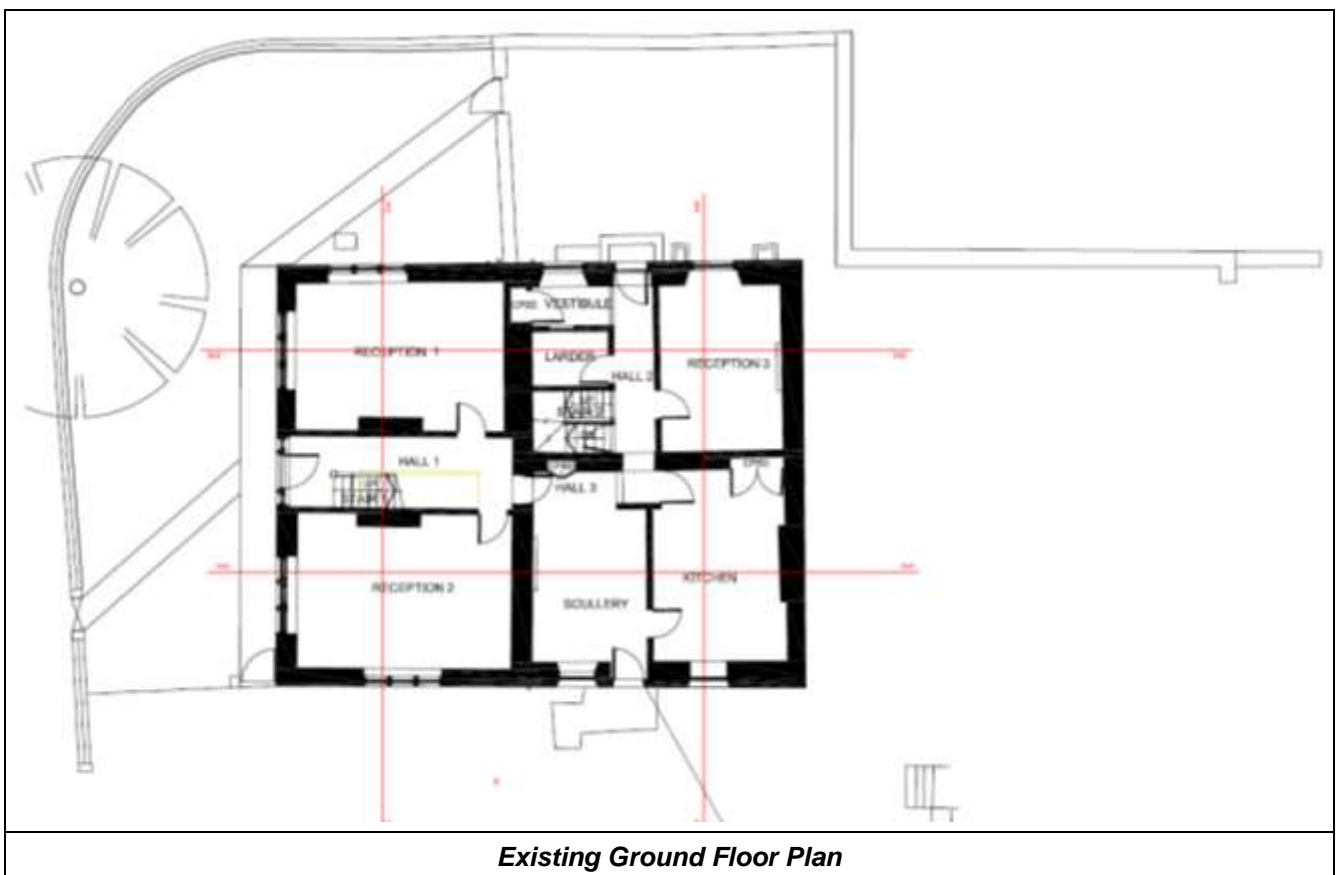 CPBD VESTIBULE
RECEPTION 1
LARDER
RECEPTION 3
HALL 2
HALL 1
HALL 3
RECEPTION 2
KITCHEN
SCULLERY
Existing Ground Floor Plan